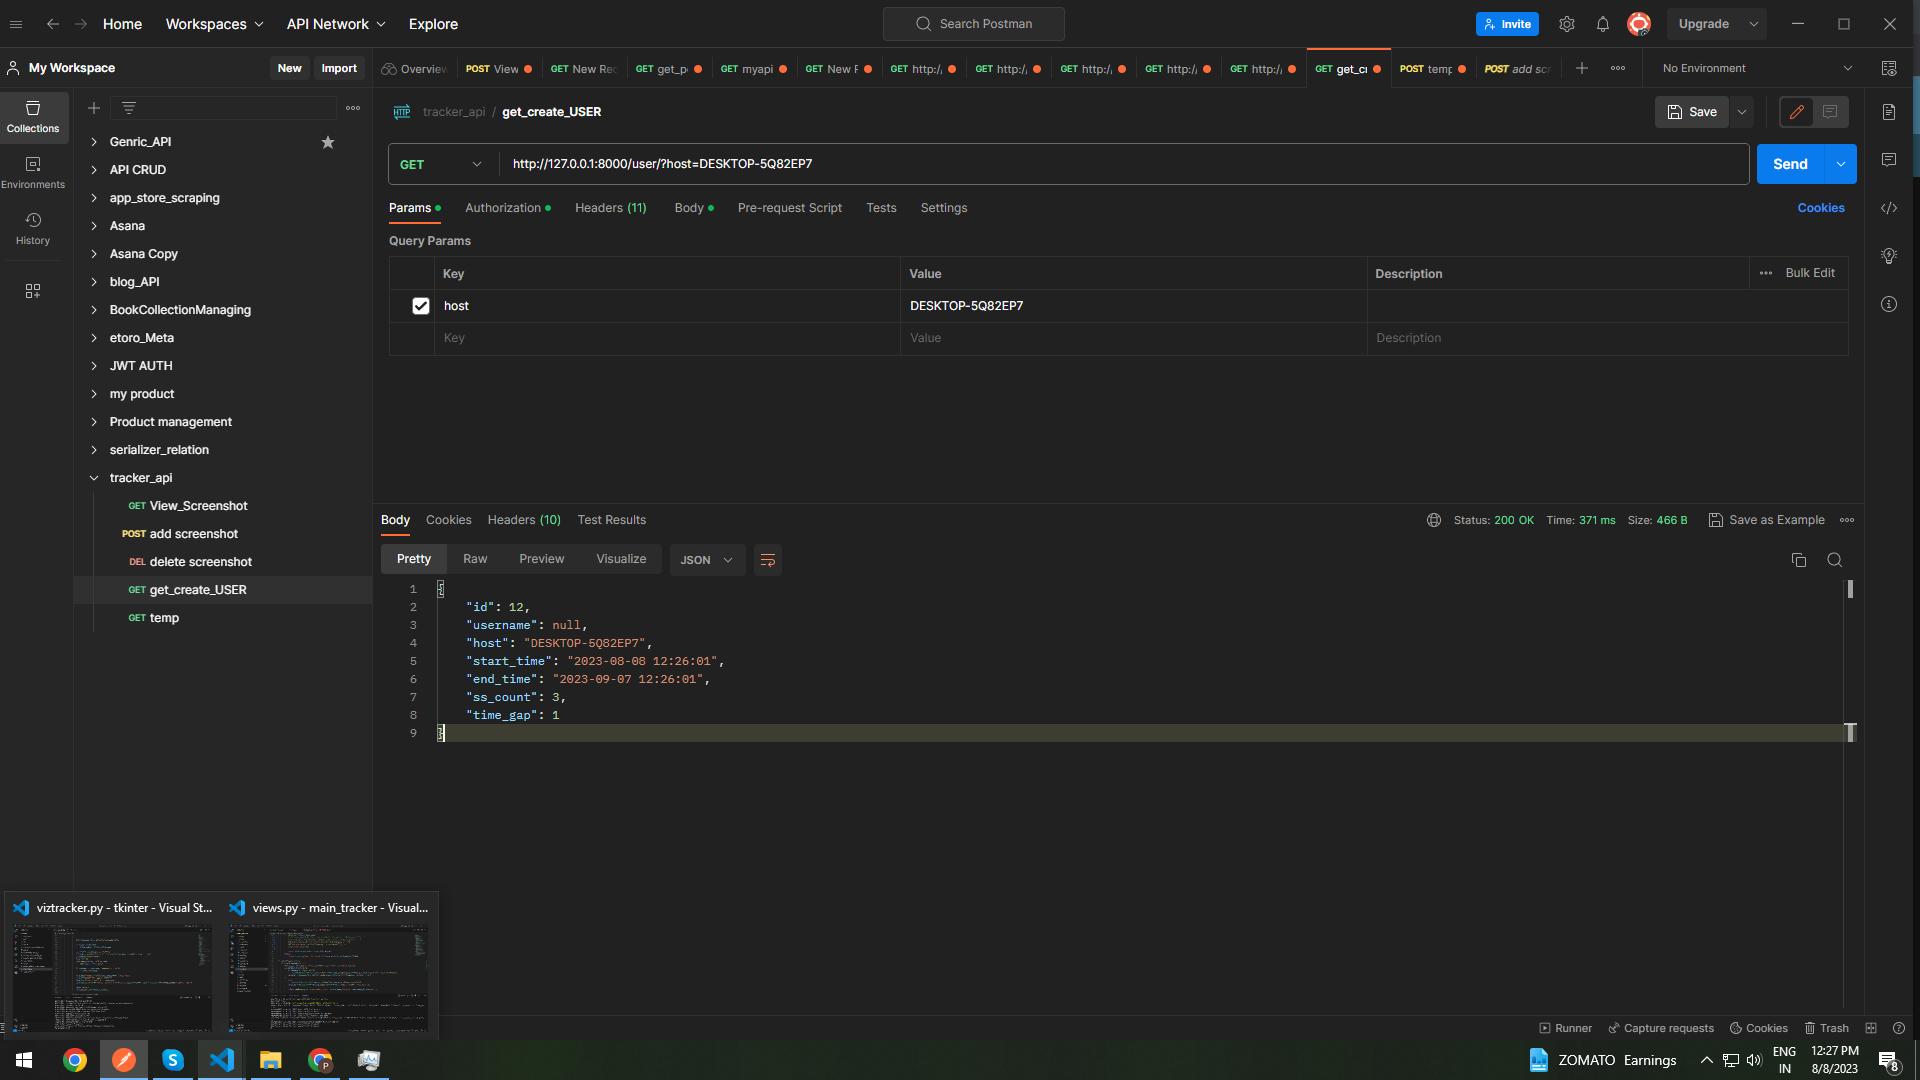 Home
Workspaces
API Network
Explore
Search Postman
Invite
Upgrade
My Workspace
New
Import
Overview
POST View
GET New Rec
GET get_p
GET myapi
GET New F
GET http:/
GET http:/
GET http:/
GET http:/
GET http:/
GET get_cr
POST temp
POST add scr
No Environment
Collections
Environments
History
Genric_API
API CRUD
app_store_scraping
Asana
Asana Copy
blog_API
BookCollectionManaging
etoro_Meta
JWT AUTH
my product
Product management
serializer_relation
tracker_api
GET View_Screenshot
POST add screenshot
DEL delete screenshot
GET get_create_USER
GET temp
HTTP
tracker_api / get_create_USER
Save
GET
http://127.0.0.1:8000/user/?host=DESKTOP-5Q82EP7
Send
Params
Authorization
Headers (11)
Body
Pre-request Script
Tests
Settings
Cookies
Query Params
Key
Value
Description
Bulk Edit
host
DESKTOP-5Q82EP7
Key
Value
Description
Body
Cookies
Headers (10)
Test Results
Status: 200 OK
Time: 371 ms
Size: 466 B
Save as Example
Pretty
Raw
Preview
Visualize
JSON
1 {
2 "id": 12,
3 "username": null,
4 "host": "DESKTOP-5Q82EP7",
5 "start_time": "2023-08-08 12:26:01",
6 "end_time": "2023-09-07 12:26:01",
7 "ss_count": 3,
8 "time_gap": 1
9 }
viztracker.py - tkinter - Visual St...
views.py - main_tracker - Visual...
Runner
Capture requests
Cookies
Trash
ZOMATO Earnings
ENG
IN
12:27 PM
8/8/2023
8